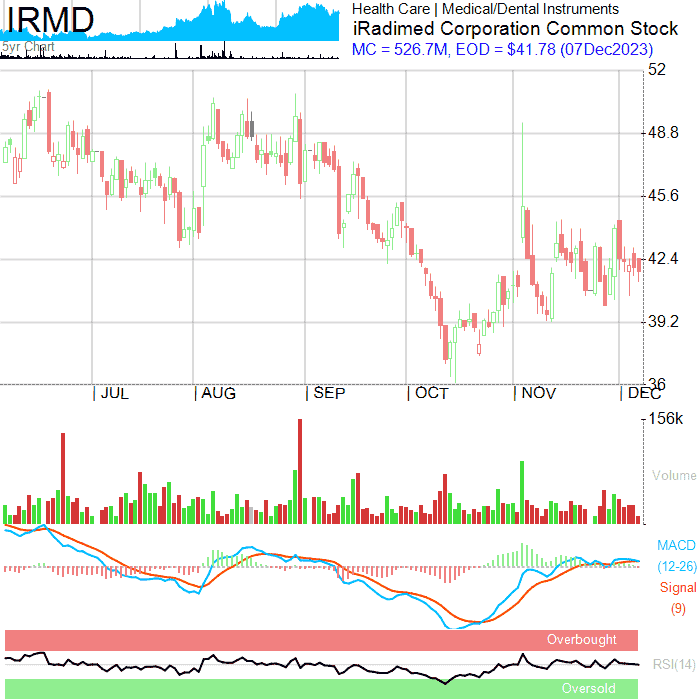 IRMD
5yr Chart
Health Care | Medical/Dental Instruments
iRadimed Corporation Common Stock
MC = 526.7M, EOD = $41.78 (07Dec2023)
52
48.8
45.6
42.4
39.2
36
JUL AUG SEP OCT NOV DEC
156k
Volume
MACD
(12-26)
Signal
(9)
Overbought
RSI(14)
Oversold